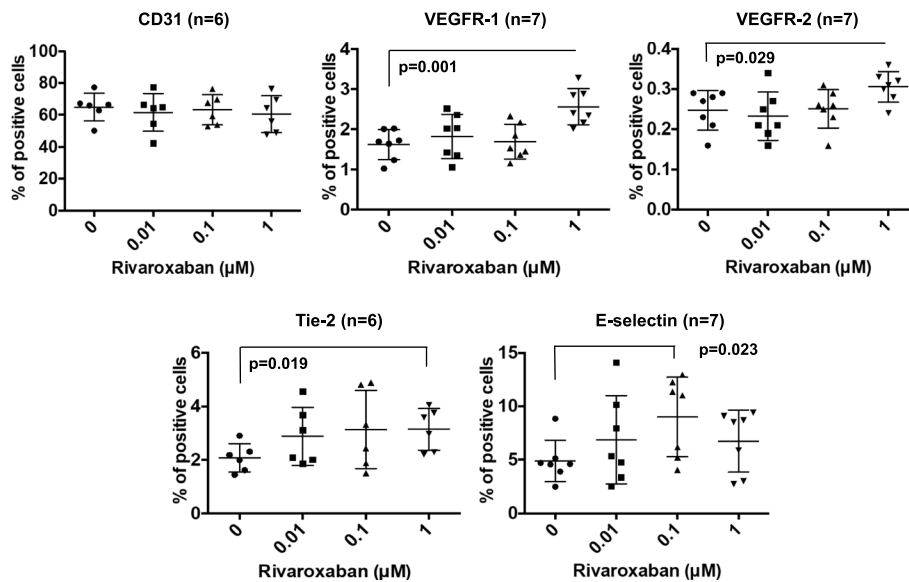 CD31 (n=6)
% of positive cells
100
80
60
40
20
0
0
0.01
0.1
1
Rivaroxaban (µM)
VEGFR-1 (n=7)
% of positive cells
4
3
2
1
0
p=0.001
0
0.01
0.1
1
Rivaroxaban (µM)
VEGFR-2 (n=7)
% of positive cells
0.4
0.3
0.2
0.1
0.0
p=0.029
0
0.01
0.1
1
Rivaroxaban (µM)
Tie-2 (n=6)
% of positive cells
6
4
2
0
p=0.019
0
0.01
0.1
1
Rivaroxaban (µM)
E-selectin (n=7)
% of positive cells
15
10
5
0
p=0.023
0
0.01
0.1
1
Rivaroxaban (µM)